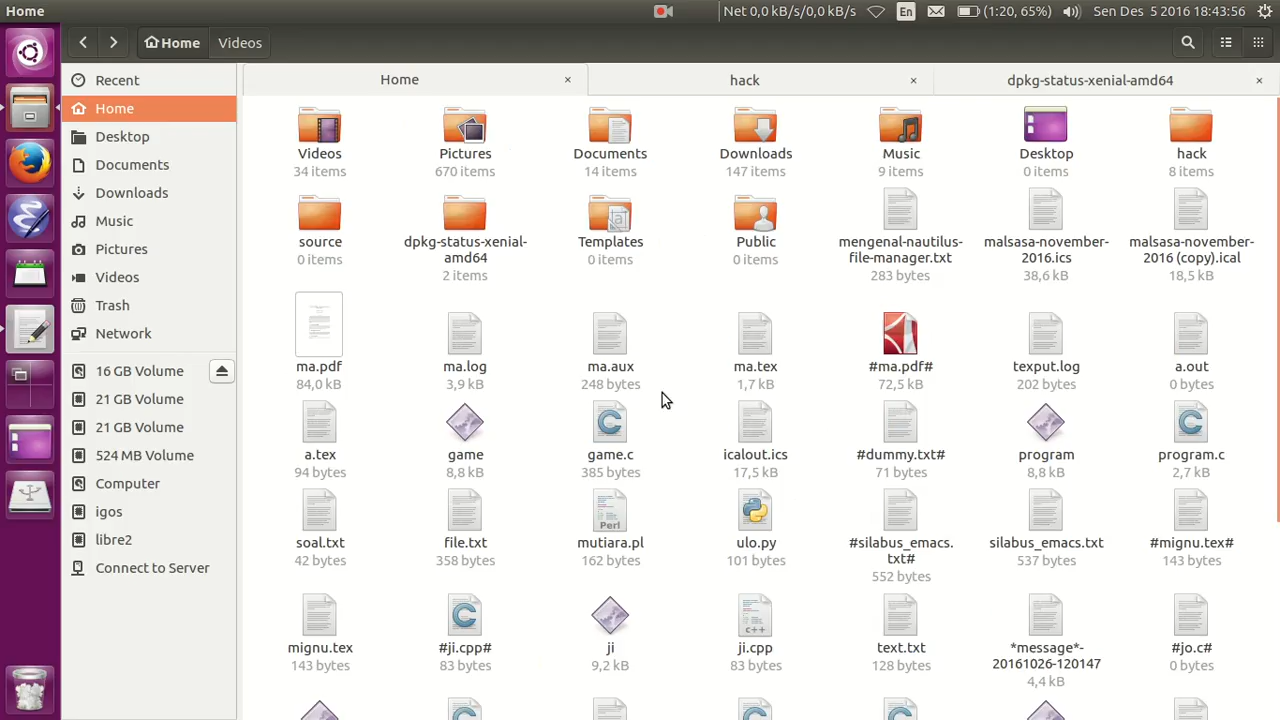 Home
Net 0,0 kB/s/0,0 kB/s
En
(1:20, 65%)
Sen Des 5 2016 18:43:56
Home
Videos
Recent
Home
Desktop
Documents
Downloads
Music
Pictures
Videos
Trash
Network
16 GB Volume
21 GB Volume
21 GB Volume
524 MB Volume
Computer
igos
libre2
Connect to Server
Home ×
hack ×
dpkg-status-xenial-amd64 ×
Videos
34 items
Pictures
670 items
Documents
14 items
Downloads
147 items
Music
9 items
Desktop
0 items
hack
8 items
source
0 items
dpkg-status-xenial-
amd64
2 items
Templates
0 items
Public
0 items
mengenal-nautilus-
file-manager.txt
283 bytes
malsasa-november-
2016.ics
38,6 kB
malsasa-november-
2016 (copy).ical
18,5 kB
ma.pdf
84,0 kB
ma.log
3,9 kB
ma.aux
248 bytes
ma.tex
1,7 kB
#ma.pdf#
72,5 kB
texput.log
202 bytes
a.out
0 bytes
a.tex
94 bytes
game
8,8 kB
game.c
385 bytes
icalout.ics
17,5 kB
#dummy.txt#
71 bytes
program
8,8 kB
program.c
2,7 kB
soal.txt
42 bytes
file.txt
358 bytes
Perl
mutiara.pl
162 bytes
ulo.py
101 bytes
#silabus_emacs.
txt#
552 bytes
silabus_emacs.txt
537 bytes
#mignu.tex#
143 bytes
mignu.tex
143 bytes
#ji.cpp#
83 bytes
ji
9,2 kB
c++
ji.cpp
83 bytes
text.txt
128 bytes
*message*-
20161026-120147
4,4 kB
#jo.c#
0 bytes